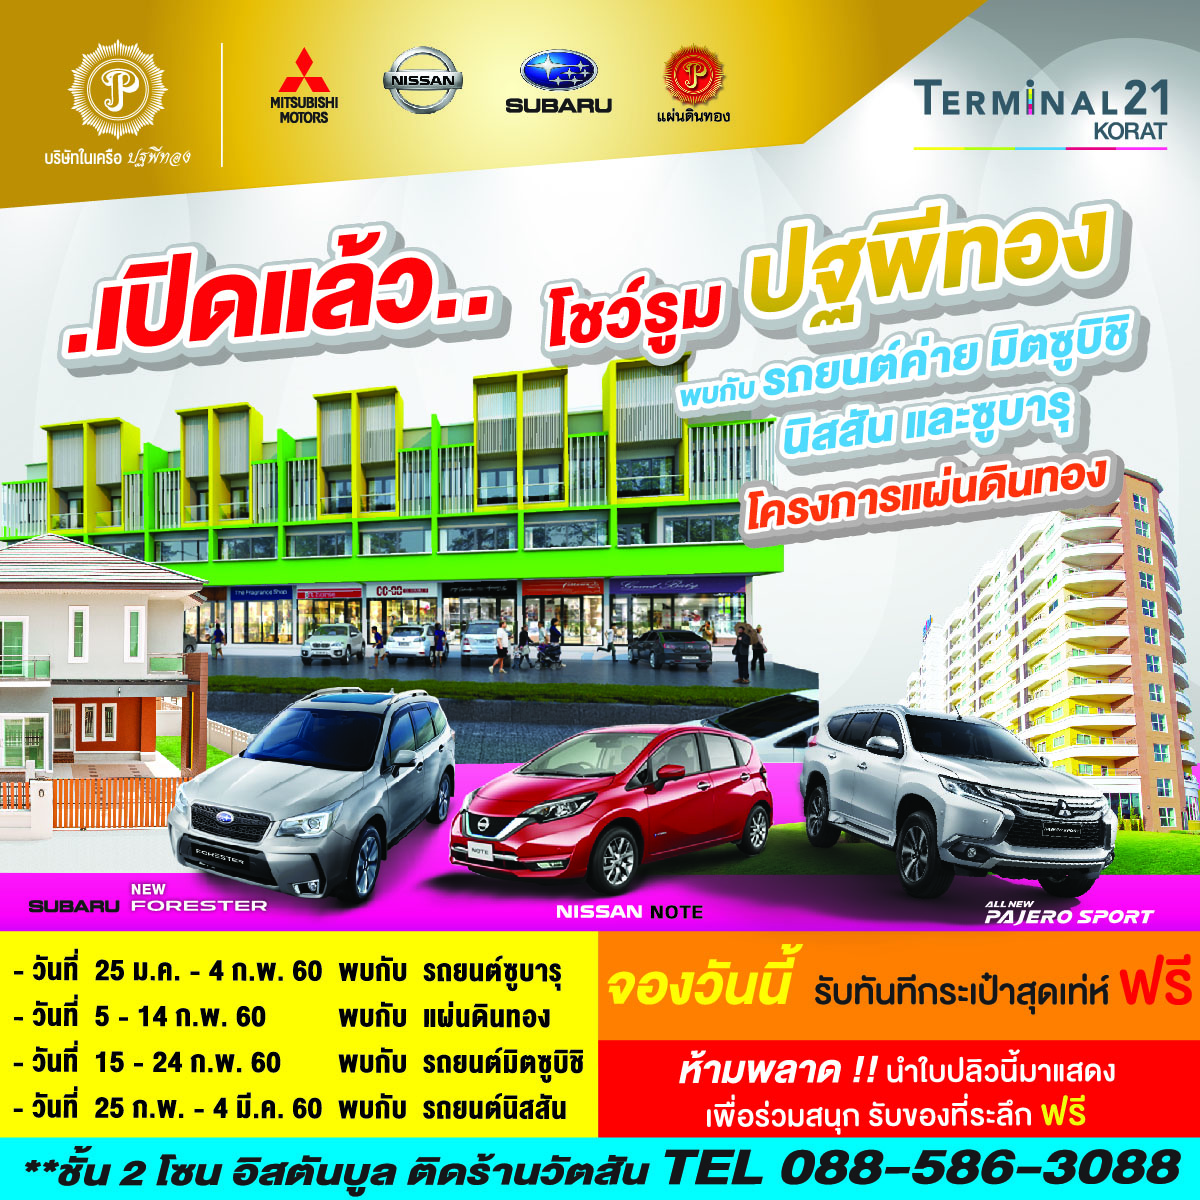 บริษัทในเครือ ปฐพีทอง
MITSUBISHI
MOTORS
NISSAN
SUBARU
แผ่นดินทอง
TERMINAL21
KORAT
.เปิดแล้ว..
โชว์รูม ปฐพีทอง
พบกับ รถยนต์ค่าย มิตซูบิชิ
นิสสัน และซูบารุ
โครงการแผ่นดินทอง
The Fragrance Shop
CO-OO
Grand Baby
FORESTER
NOTE
SUBARU NEW FORESTER
NISSAN NOTE
ALL NEW
PAJERO SPORT
- วันที่ 25 ม.ค. - 4 ก.พ. 60 พบกับ รถยนต์ซูบารุ
- วันที่ 5 - 14 ก.พ. 60 พบกับ แผ่นดินทอง
- วันที่ 15 - 24 ก.พ. 60 พบกับ รถยนต์มิตซูบิชิ
- วันที่ 25 ก.พ. - 4 มี.ค. 60 พบกับ รถยนต์นิสสัน
จองวันนี้ รับทันทีกระเป๋าสุดเท่ห์ ฟรี
ห้ามพลาด !! นำใบปลิวนี้มาแสดง
เพื่อร่วมสนุก รับของที่ระลึก ฟรี
**ชั้น 2 โซน อิสตันบูล ติดร้านวัตสัน TEL 088-586-3088